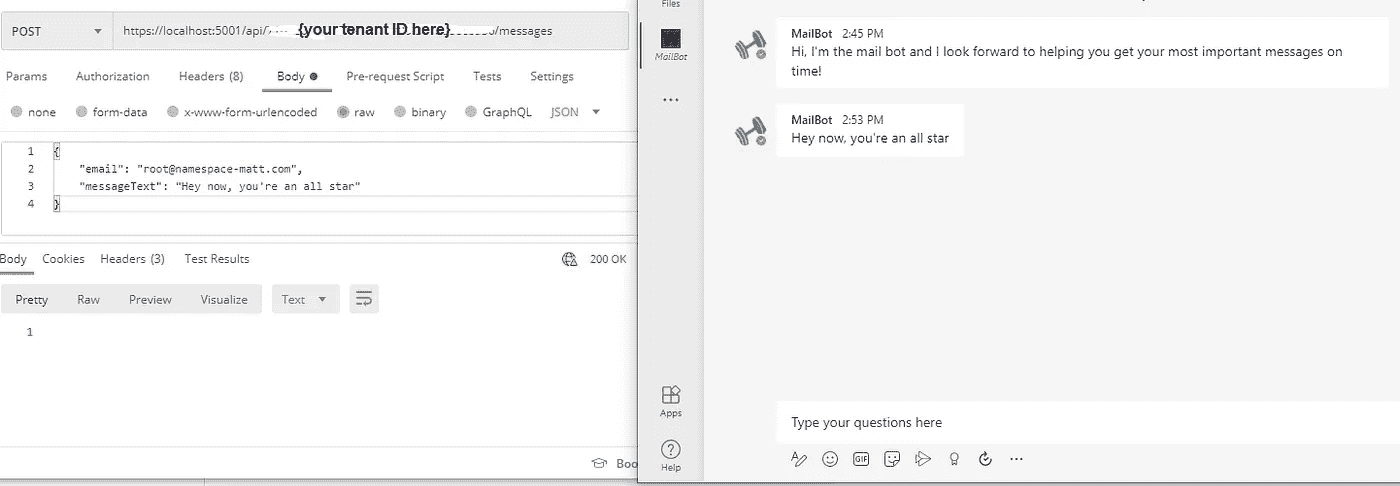 POST
https://localhost:5001/api/ {your tenant ID here} /messages
Params Authorization Headers (8) Body Pre-request Script Tests Settings
none form-data x-www-form-urlencoded raw binary GraphQL JSON
1 {
2 "email": "root@namespace-matt.com",
3 "messageText": "Hey now, you're an all star"
4 }
Body Cookies Headers (3) Test Results 200 OK
Pretty Raw Preview Visualize Text
1
Boo
Files
MailBot
Apps
Help
MailBot 2:45 PM
Hi, I'm the mail bot and I look forward to helping you get your most important messages on
time!
MailBot 2:53 PM
Hey now, you're an all star
Type your questions here
GIF